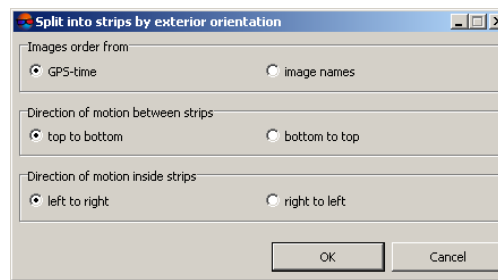 Split into strips by exterior orientation
Images order from
GPS-time image names
Direction of motion between strips
top to bottom bottom to top
Direction of motion inside strips
left to right right to left
OK Cancel